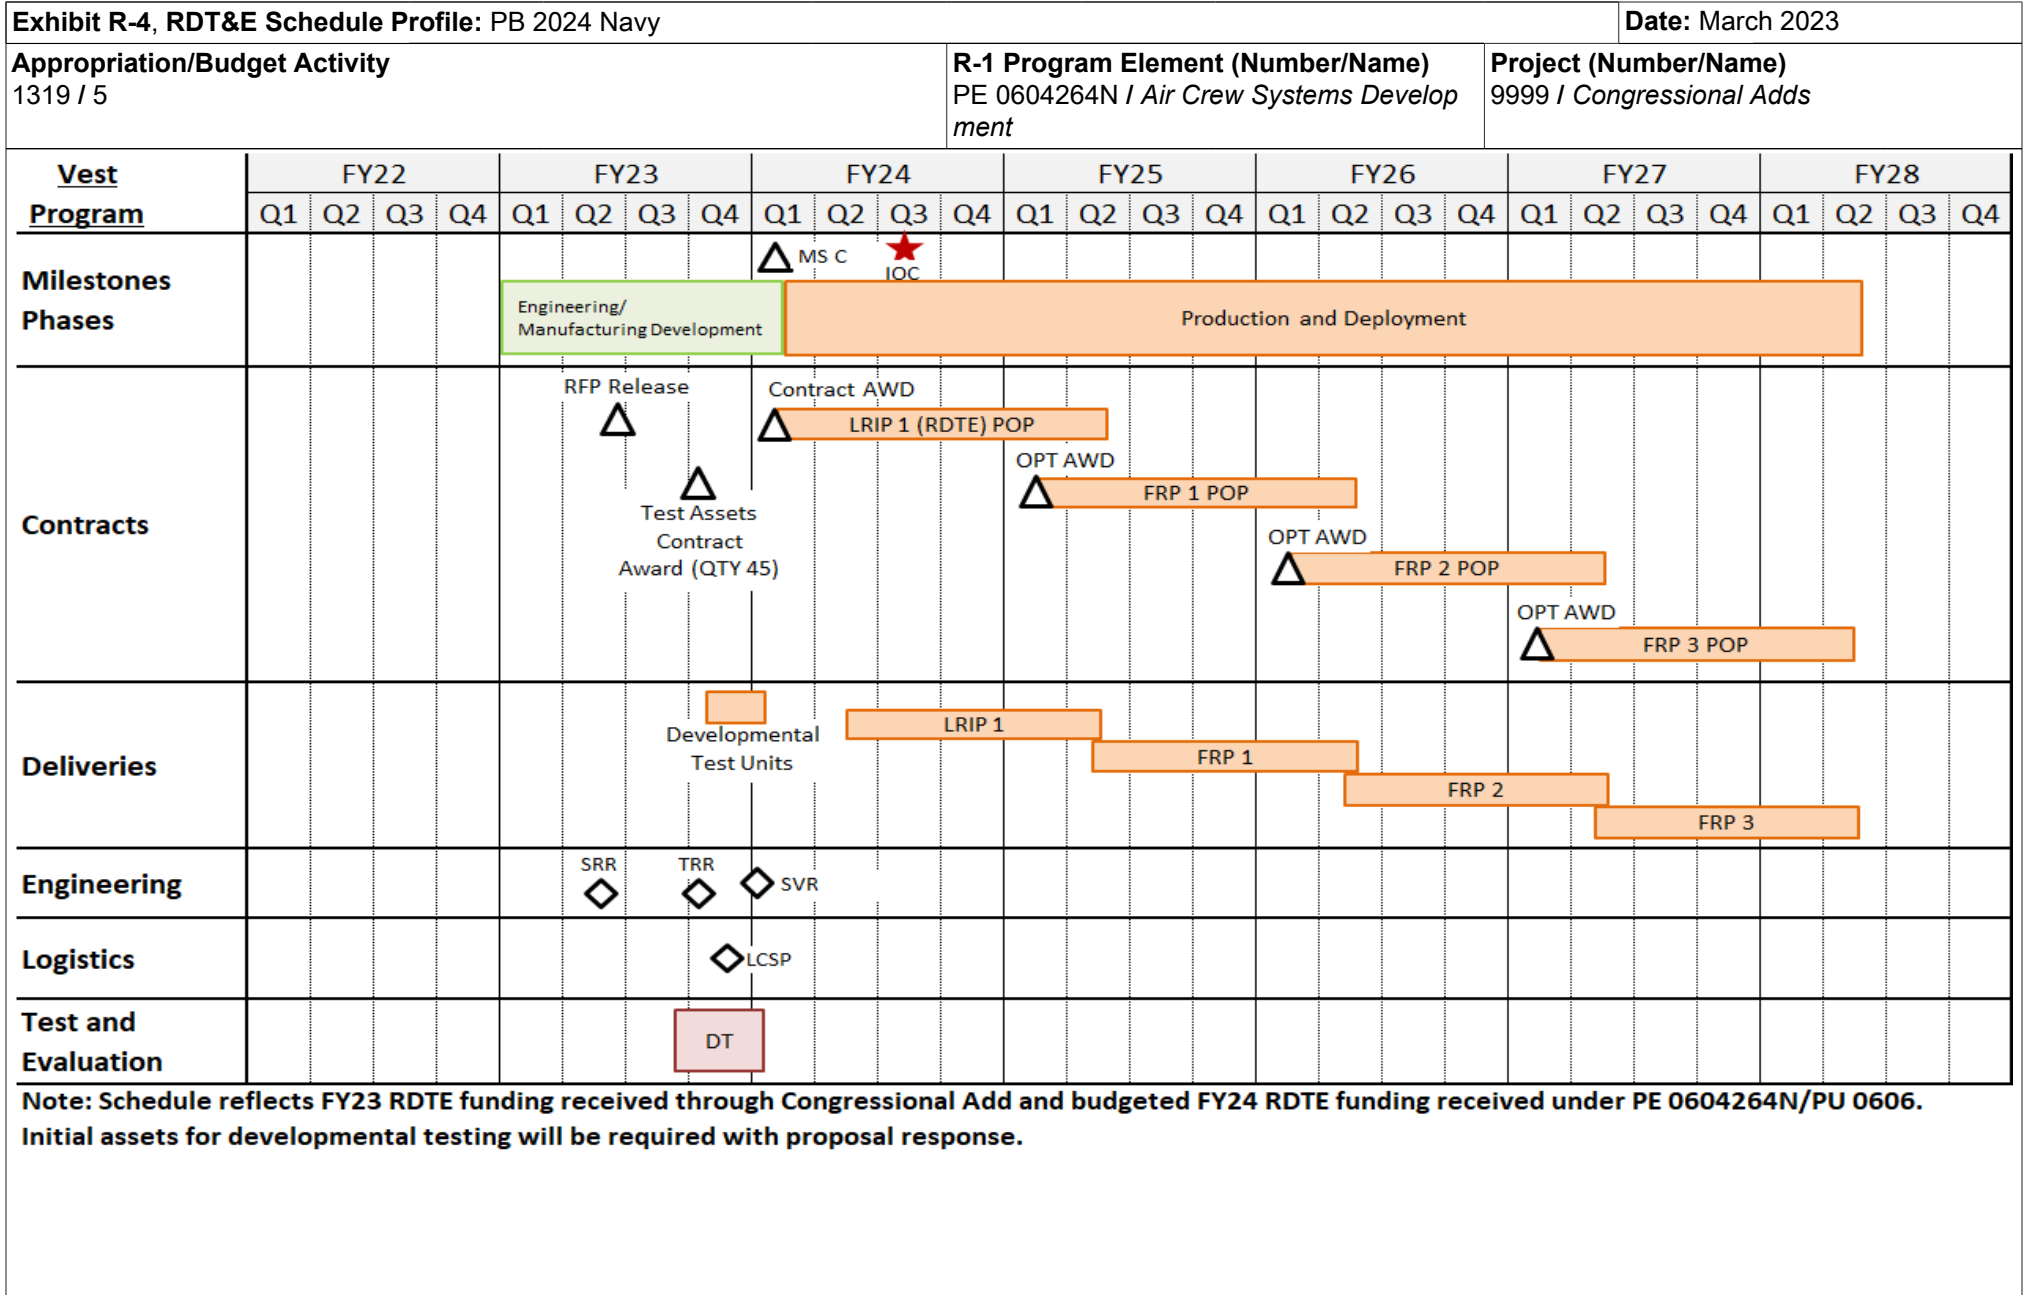 Exhibit R-4, RDT&E Schedule Profile: PB 2024 Navy
Date: March 2023
Appropriation/Budget Activity
1319 / 5
R-1 Program Element (Number/Name)
PE 0604264N / Air Crew Systems Develop
ment
Project (Number/Name)
9999 / Congressional Adds
Vest
Program
FY22 FY23 FY24 FY25 FY26 FY27 FY28
Q1 Q2 Q3 Q4 Q1 Q2 Q3 Q4 Q1 Q2 Q3 Q4 Q1 Q2 Q3 Q4 Q1 Q2 Q3 Q4 Q1 Q2 Q3 Q4 Q1 Q2 Q3 Q4
Milestones
Phases
MS C
IOC
Engineering/
Manufacturing Development
Production and Deployment
Contracts
RFP Release
Contract AWD
LRIP 1 (RDTE) POP
OPT AWD
FRP 1 POP
Test Assets
Contract
Award (QTY 45)
OPT AWD
FRP 2 POP
OPT AWD
FRP 3 POP
Deliveries
Developmental
Test Units
LRIP 1
FRP 1
FRP 2
FRP 3
Engineering
SRR
TRR
SVR
Logistics
LCSP
Test and
Evaluation
DT
Note: Schedule reflects FY23 RDTE funding received through Congressional Add and budgeted FY24 RDTE funding received under PE 0604264N/PU 0606.
Initial assets for developmental testing will be required with proposal response.